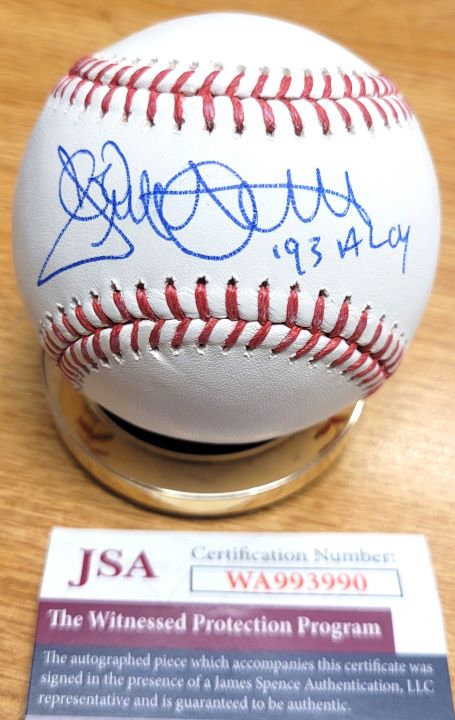 '93 AL CY
JSA
Certification Number:
WA993990
The Witnessed Protection Program
The autographed piece which accompanies this certificate was
signed in the presence of a James Spence Authentication, LLC
representative and is guaranteed to be authentic.